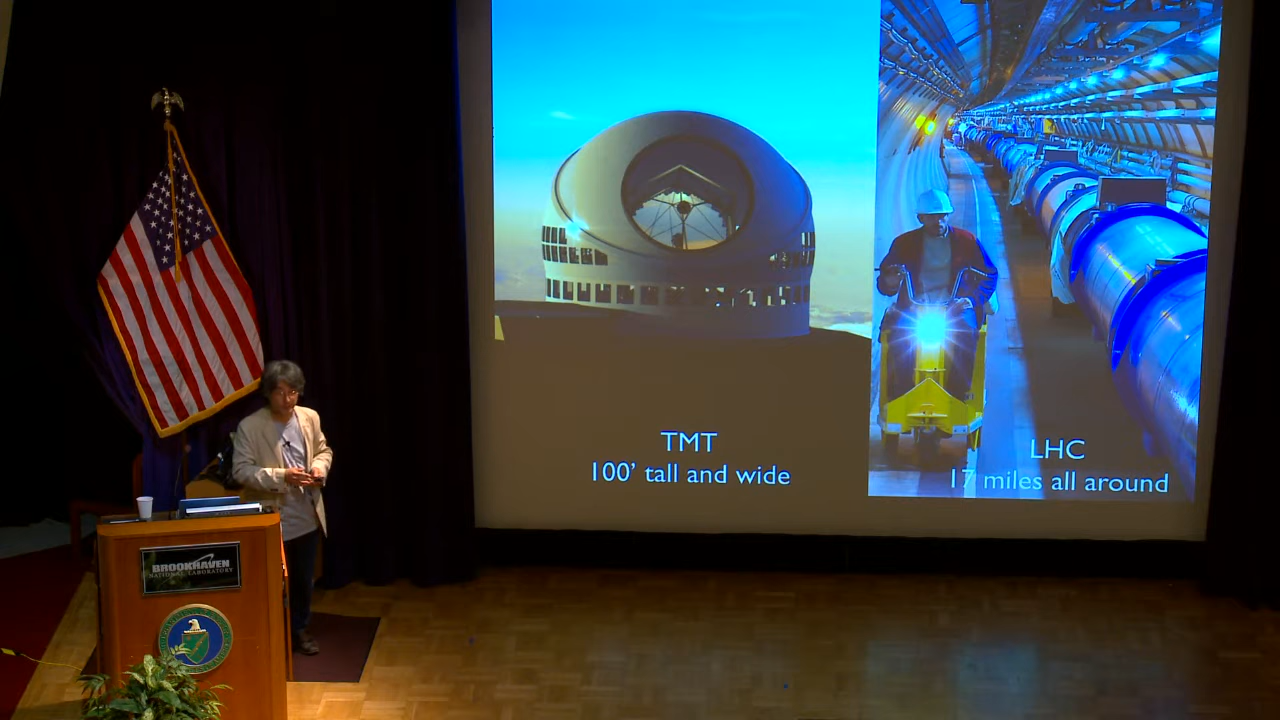 TMT
100' tall and wide
LHC
17 miles all around
BROOKHAVEN
NATIONAL LABORATORY